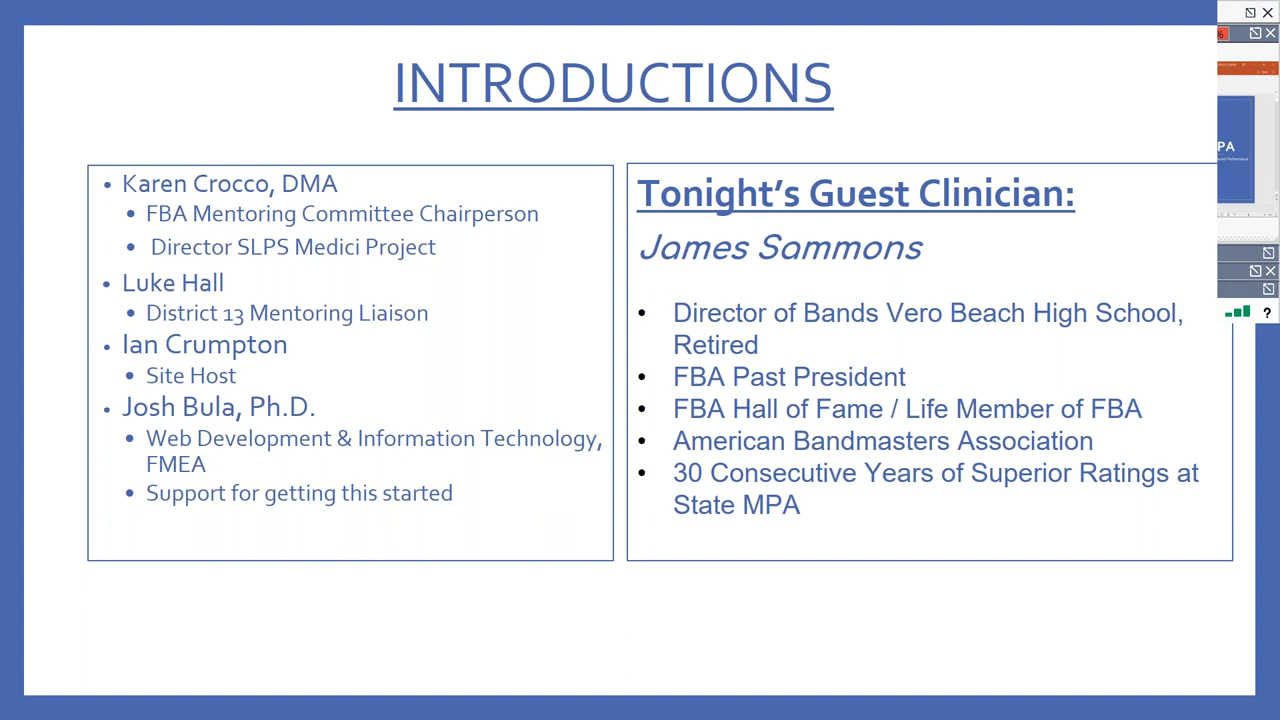 INTRODUCTIONS
• Karen Crocco, DMA
• FBA Mentoring Committee Chairperson
• Director SLPS Medici Project
• Luke Hall
• District 13 Mentoring Liaison
• Ian Crumpton
• Site Host
• Josh Bula, Ph.D.
• Web Development & Information Technology,
FMEA
• Support for getting this started
Tonight’s Guest Clinician:
James Sammons
• Director of Bands Vero Beach High School,
Retired
• FBA Past President
• FBA Hall of Fame / Life Member of FBA
• American Bandmasters Association
• 30 Consecutive Years of Superior Ratings at
State MPA
%
PA
?